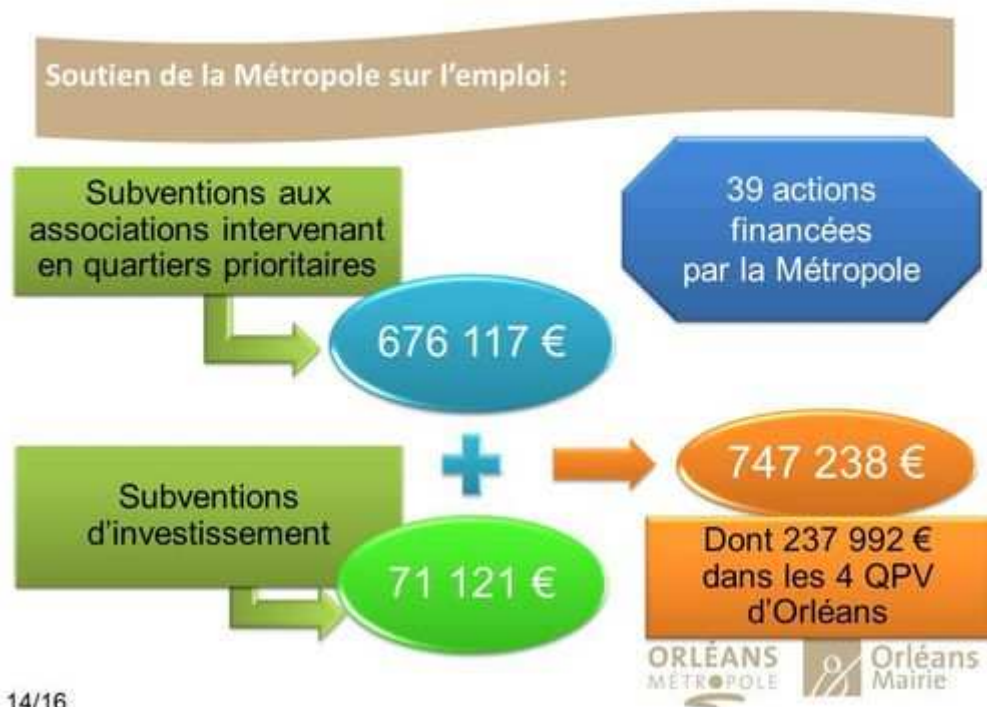 Soutien de la Métropole sur l'emploi :
Subventions aux
associations intervenant
en quartiers prioritaires
39 actions
financées
par la Métropole
676 117 €
Subventions
d'investissement
71 121 €
747 238 €
Dont 237 992 €
dans les 4 QPV
d'Orléans
ORLÉANS
MÉTROPOLE
Orléans
Mairie
14/16